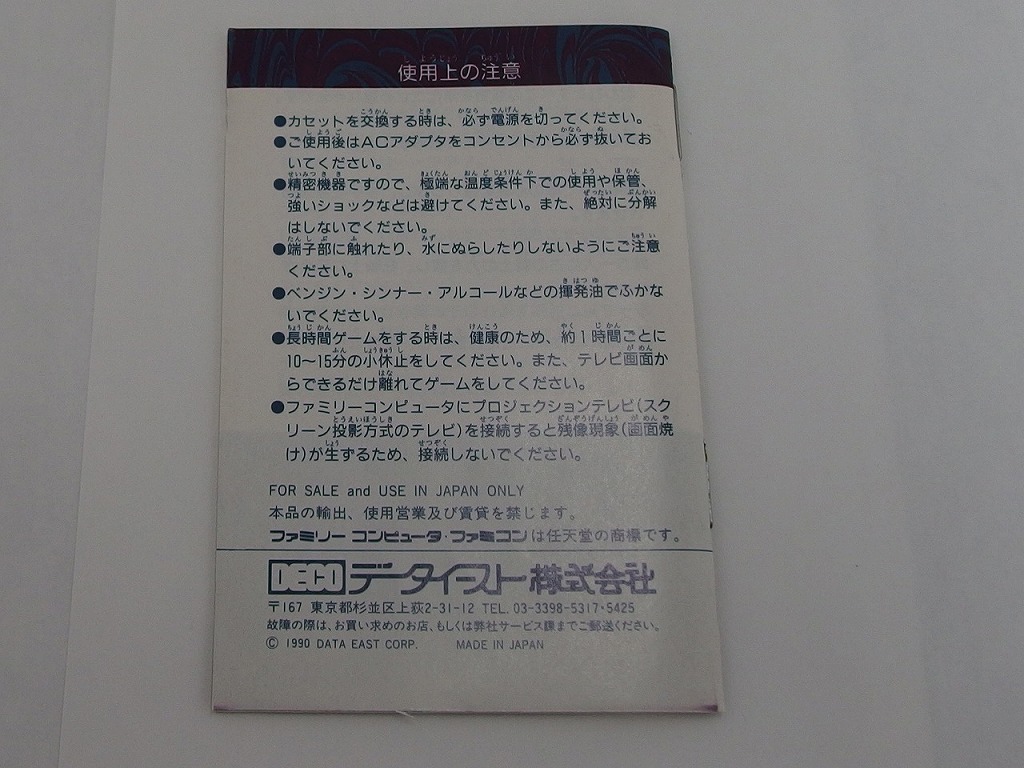 使用上の注意
●カセットを交換する時は、必ず電源を切ってください。
●ご使用後はACアダプタをコンセントから必ず抜いてお
いてください。
●精密機器ですので、極端な温度条件下での使用や保管、
強いショックなどは避けてください。また、絶対に分解
はしないでください。
●端子部に触れたり、水にぬらしたりしないようにご注意
ください。
●ベンジン・シンナー・アルコールなどの揮発油でふかな
いでください。
●長時間ゲームをする時は、健康のため、約1時間ごとに
10〜15分の小休止をしてください。また、テレビ画面か
らできるだけ離れてゲームをしてください。
●ファミリーコンピュータにプロジェクションテレビ(スク
リーン投影方式のテレビ)を接続すると残像現象(画面焼
け)が生ずるため、接続しないでください。
FOR SALE and USE IN JAPAN ONLY
本品の輸出、使用営業及び賃貸を禁じます。
ファミリーコンピュータ・ファミコンは任天堂の商標です。
DECO データイースト株式会社
〒167 東京都杉並区上荻2-31-12 TEL. 03-3398-5317・5425
故障の際は、お買い求めのお店、もしくは弊社サービス課までご郵送ください。
© 1990 DATA EAST CORP. MADE IN JAPAN